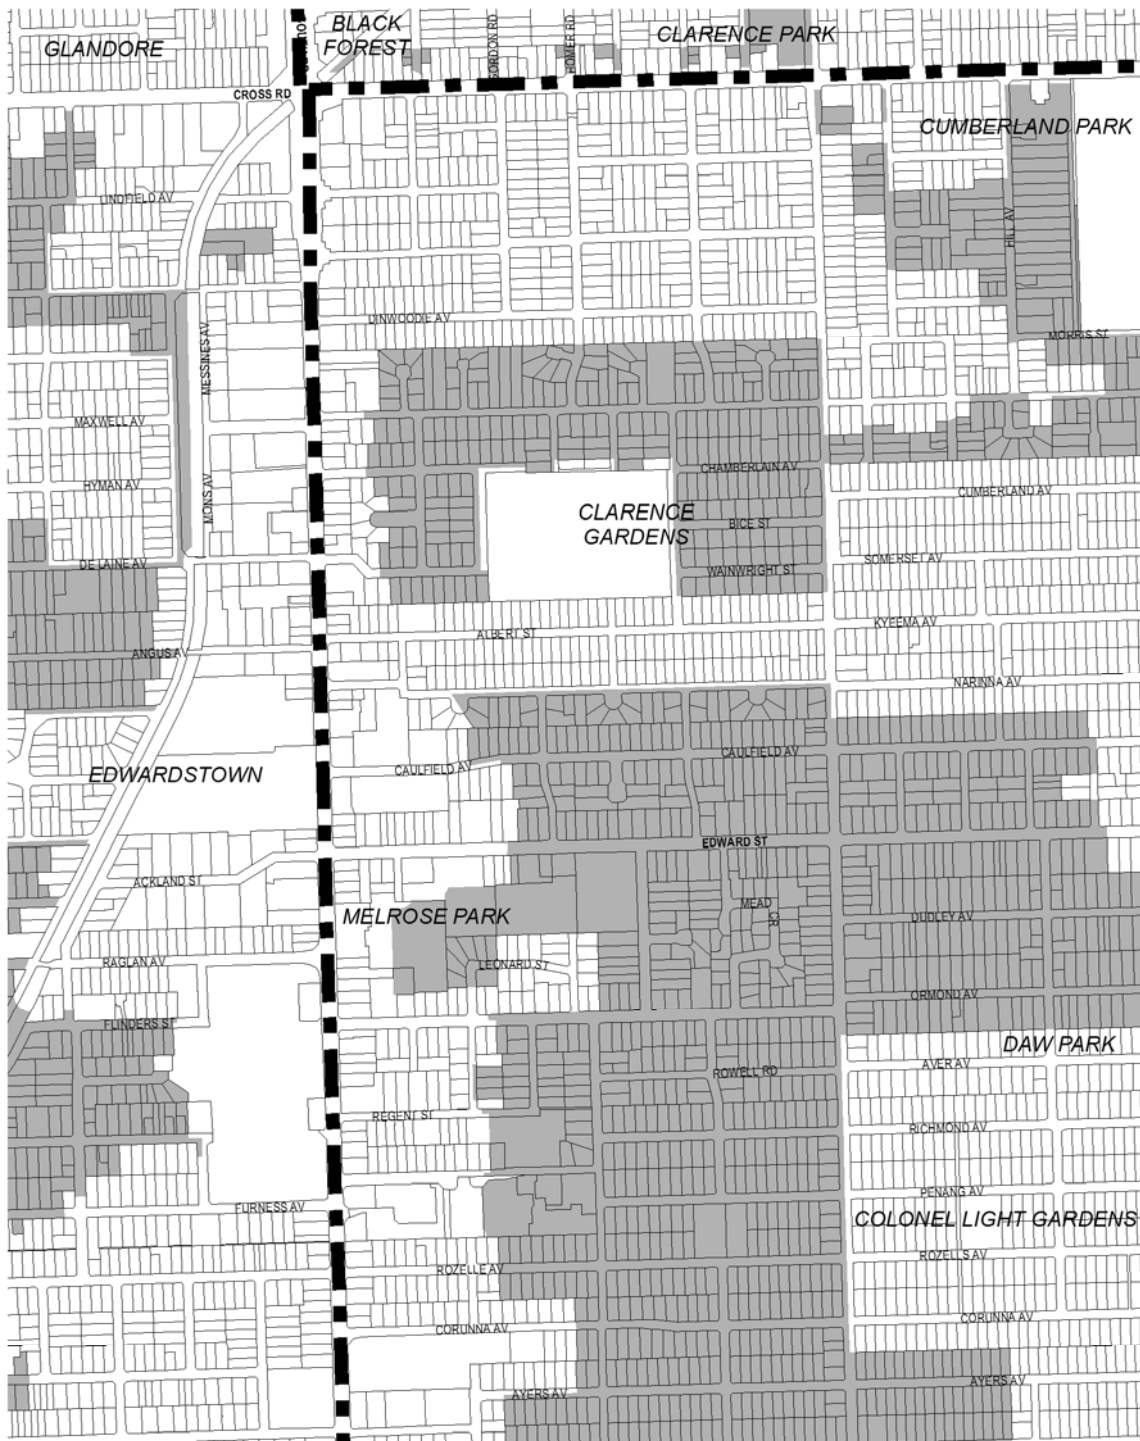 BLACK
FOREST
GLANDORE
GORDON RD
HOMER RD
CLARENCE PARK
CROSS RD
CUMBERLAND PARK
LINDFIELD AV
HILL AV
DINWOODIE AV
MORRIS ST
MESSINES AV
MAXWELL AV
CHAMBERLAIN AV
HYMAN AV
MONS AV
CUMBERLAND AV
CLARENCE
GARDENS
BICE ST
DE LAINE AV
SOMERSET AV
WAINWRIGHT ST
KYEEMA AV
ALBERT ST
ANGUS AV
NARINNA AV
CAULFIELD AV
CAULFIELD AV
EDWARDSTOWN
EDWARD ST
ACKLAND ST
MEAD
CR
MELROSE PARK
DUDLEY AV
RAGLAN AV
LEONARD ST
ORMOND AV
FLINDERS ST
DAW PARK
AVER AV
ROWELL RD
REGENT ST
RICHMOND AV
PENANG AV
FURNESS AV
COLONEL LIGHT GARDENS
ROZELLS AV
ROZELLE AV
CORUNNA AV
CORUNNA AV
AYERS AV
AYERS AV